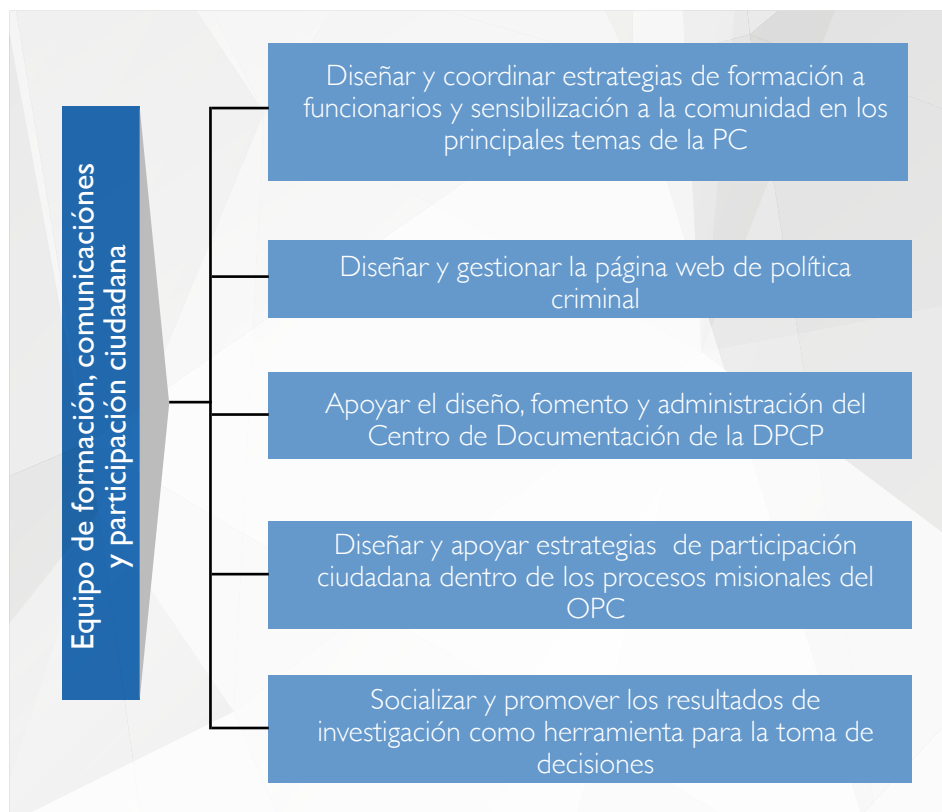 Equipo de formación, comunicaciónes
y participación ciudadana
Diseñar y coordinar estrategias de formación a
funcionarios y sensibilización a la comunidad en los
principales temas de la PC
Diseñar y gestionar la página web de política
criminal
Apoyar el diseño, fomento y administración del
Centro de Documentación de la DPCP
Diseñar y apoyar estrategias de participación
ciudadana dentro de los procesos misionales del
OPC
Socializar y promover los resultados de
investigación como herramienta para la toma de
decisiones